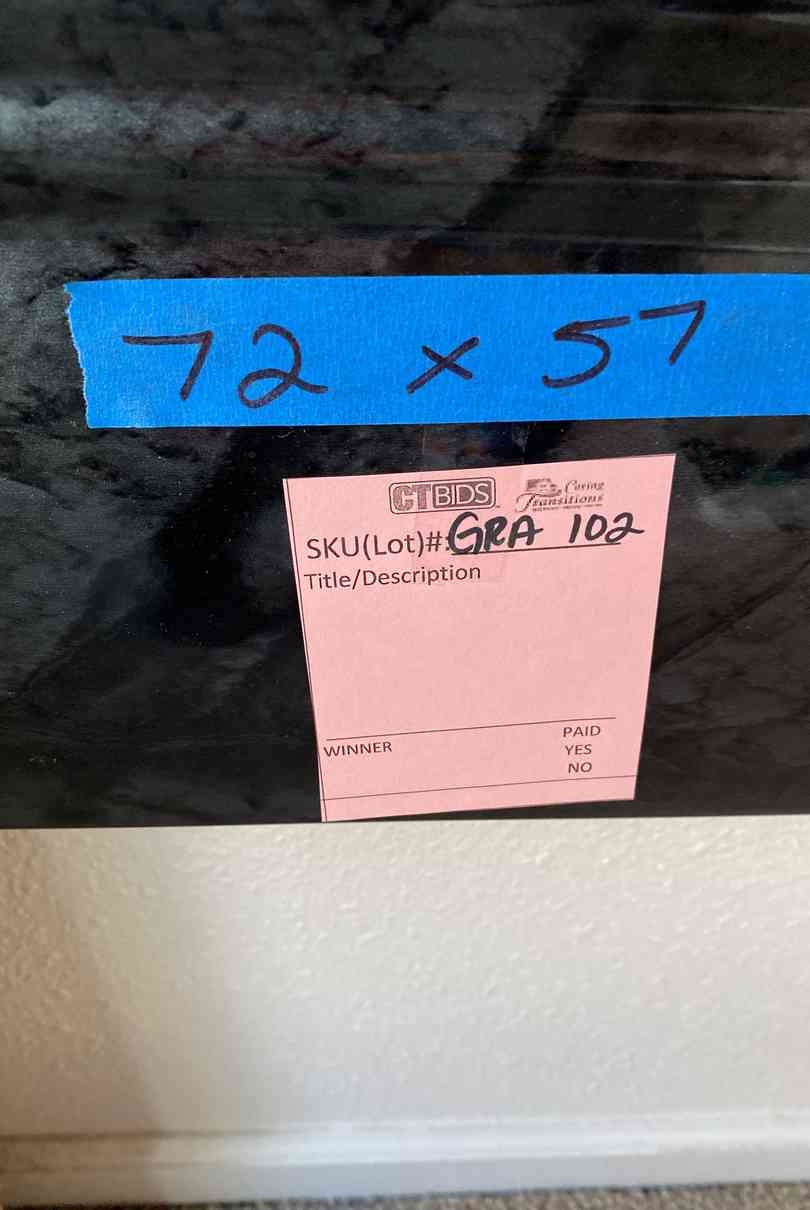 72 x 57
CTBIDS Caring Transitions
SKU(Lot)#: GRA 102
Title/Description
WINNER
PAID
YES
NO